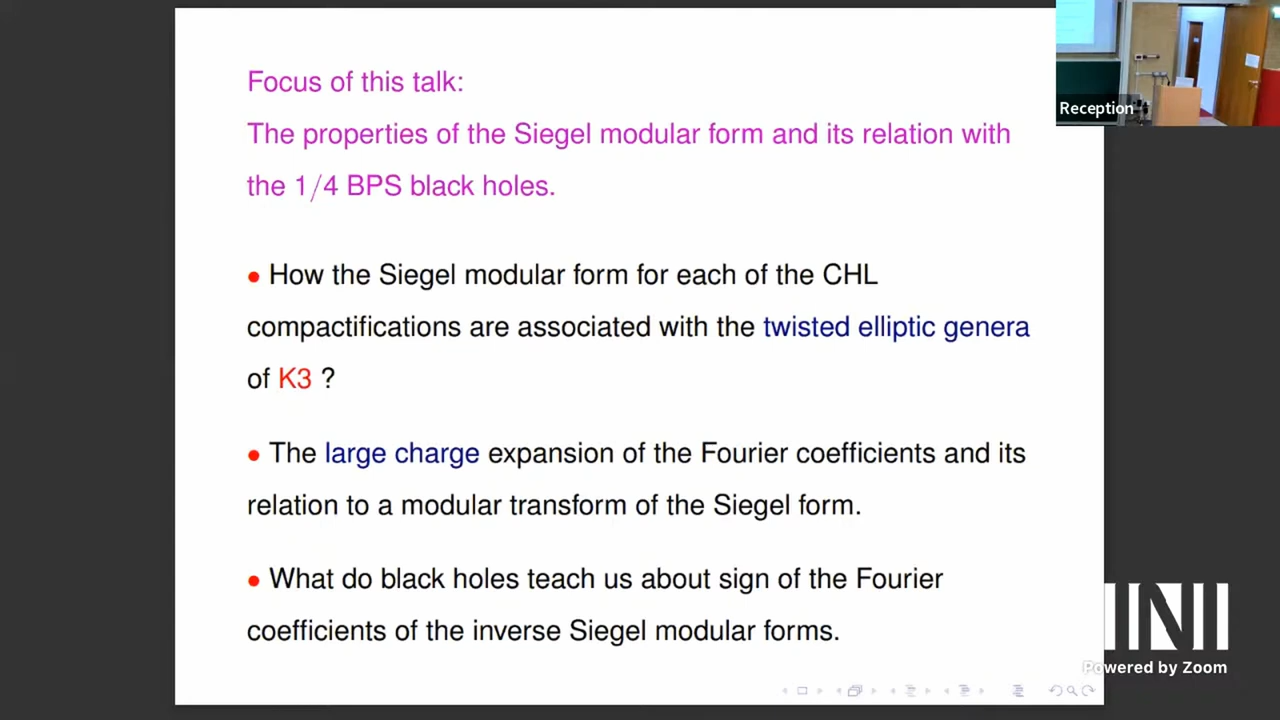 Focus of this talk:
The properties of the Siegel modular form and its relation with
the 1/4 BPS black holes.
• How the Siegel modular form for each of the CHL
compactifications are associated with the twisted elliptic genera
of K3 ?
• The large charge expansion of the Fourier coefficients and its
relation to a modular transform of the Siegel form.
• What do black holes teach us about sign of the Fourier
coefficients of the inverse Siegel modular forms.
Reception
INI
Powered by Zoom